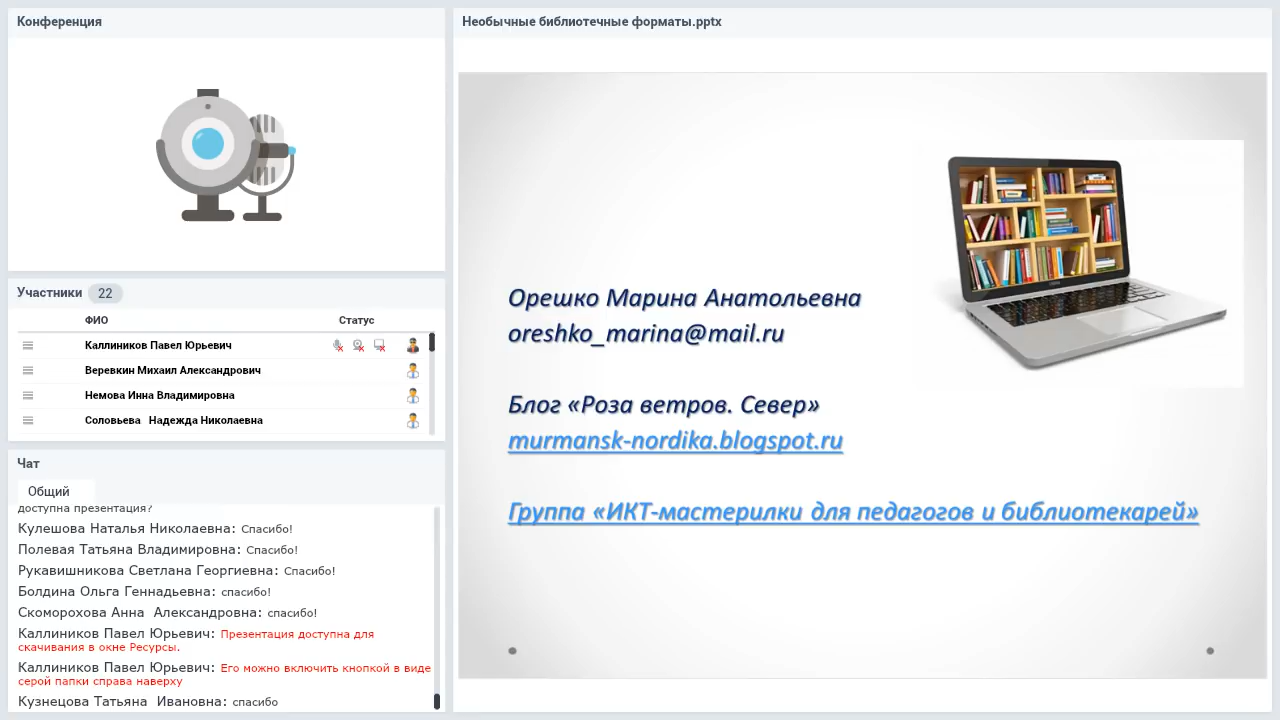 Конференция
Участники 22
ФИО Статус
Каллиников Павел Юрьевич
Веревкин Михаил Александрович
Немова Инна Владимировна
Соловьева Надежда Николаевна
Чат
Общий
доступна презентация?
Кулешова Наталья Николаевна: Спасибо!
Полевая Татьяна Владимировна: Спасибо!
Рукавишникова Светлана Георгиевна: Спасибо!
Болдина Ольга Геннадьевна: спасибо!
Скоморохова Анна Александровна: спасибо!
Каллиников Павел Юрьевич: Презентация доступна для
скачивания в окне Ресурсы.
Каллиников Павел Юрьевич: Его можно включить кнопкой в виде
серой папки справа наверху
Кузнецова Татьяна Ивановна: спасибо
Необычные библиотечные форматы.pptx
Орешко Марина Анатольевна
oreshko_marina@mail.ru
Блог «Роза ветров. Север»
murmansk-nordika.blogspot.ru
Группа «ИКТ-мастерилки для педагогов и библиотекарей»